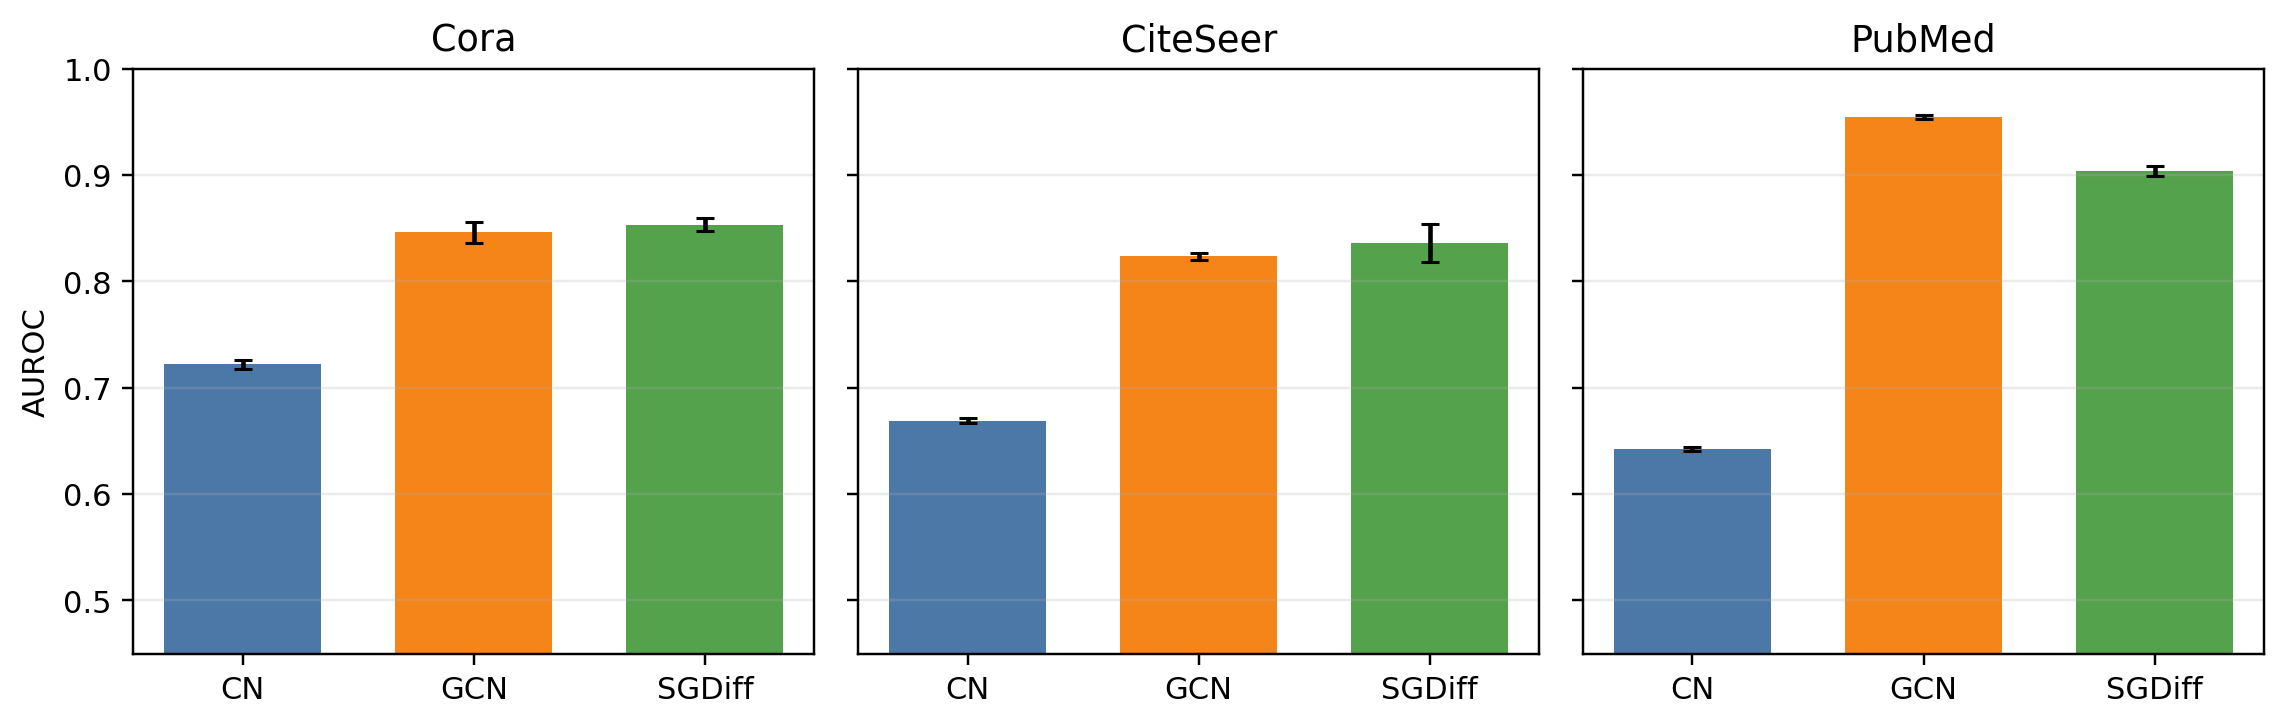 Cora
CiteSeer
PubMed
AUROC
1.0
0.9
0.8
0.7
0.6
0.5
CN GCN SGDiff
CN GCN SGDiff
CN GCN SGDiff